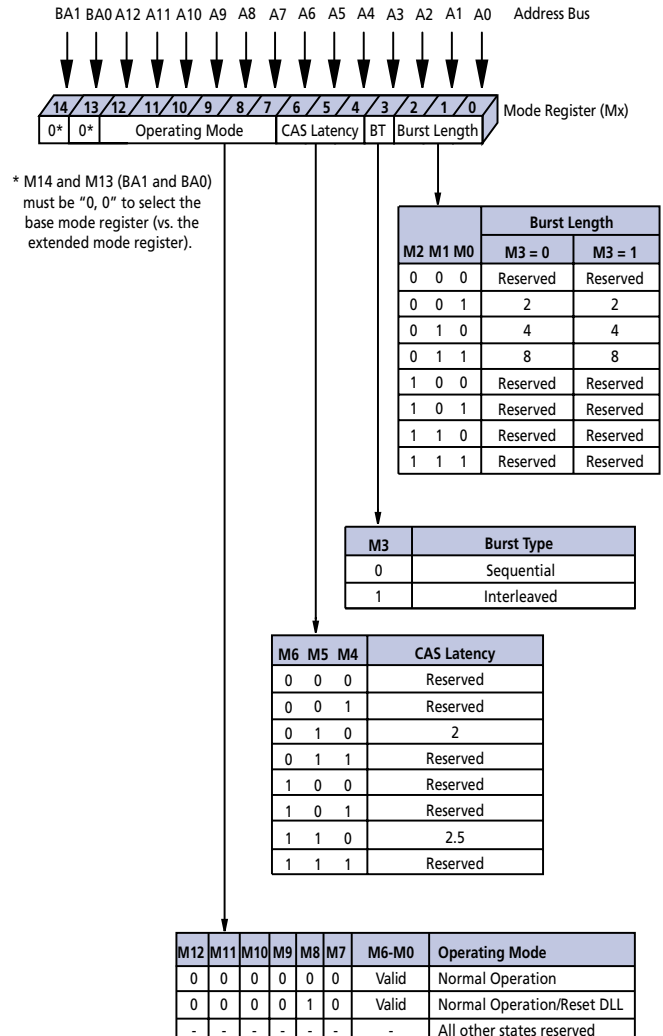 BA1 BA0 A12 A11 A10 A9 A8 A7 A6 A5 A4 A3 A2 A1 A0 Address Bus
14 13 12 11 10 9 8 7 6 5 4 3 2 1 0 Mode Register (Mx)
0* 0* Operating Mode CAS Latency BT Burst Length
* M14 and M13 (BA1 and BA0)
must be “0, 0” to select the
base mode register (vs. the
extended mode register).
Burst Length
M2 M1 M0 M3 = 0 M3 = 1
0 0 0 Reserved Reserved
0 0 1 2 2
0 1 0 4 4
0 1 1 8 8
1 0 0 Reserved Reserved
1 0 1 Reserved Reserved
1 1 0 Reserved Reserved
1 1 1 Reserved Reserved
M3 Burst Type
0 Sequential
1 Interleaved
M6 M5 M4 CAS Latency
0 0 0 Reserved
0 0 1 Reserved
0 1 0 2
0 1 1 Reserved
1 0 0 Reserved
1 0 1 Reserved
1 1 0 2.5
1 1 1 Reserved
M12 M11 M10 M9 M8 M7 M6-M0 Operating Mode
0 0 0 0 0 0 Valid Normal Operation
0 0 0 0 1 0 Valid Normal Operation/Reset DLL
- - - - - - - All other states reserved